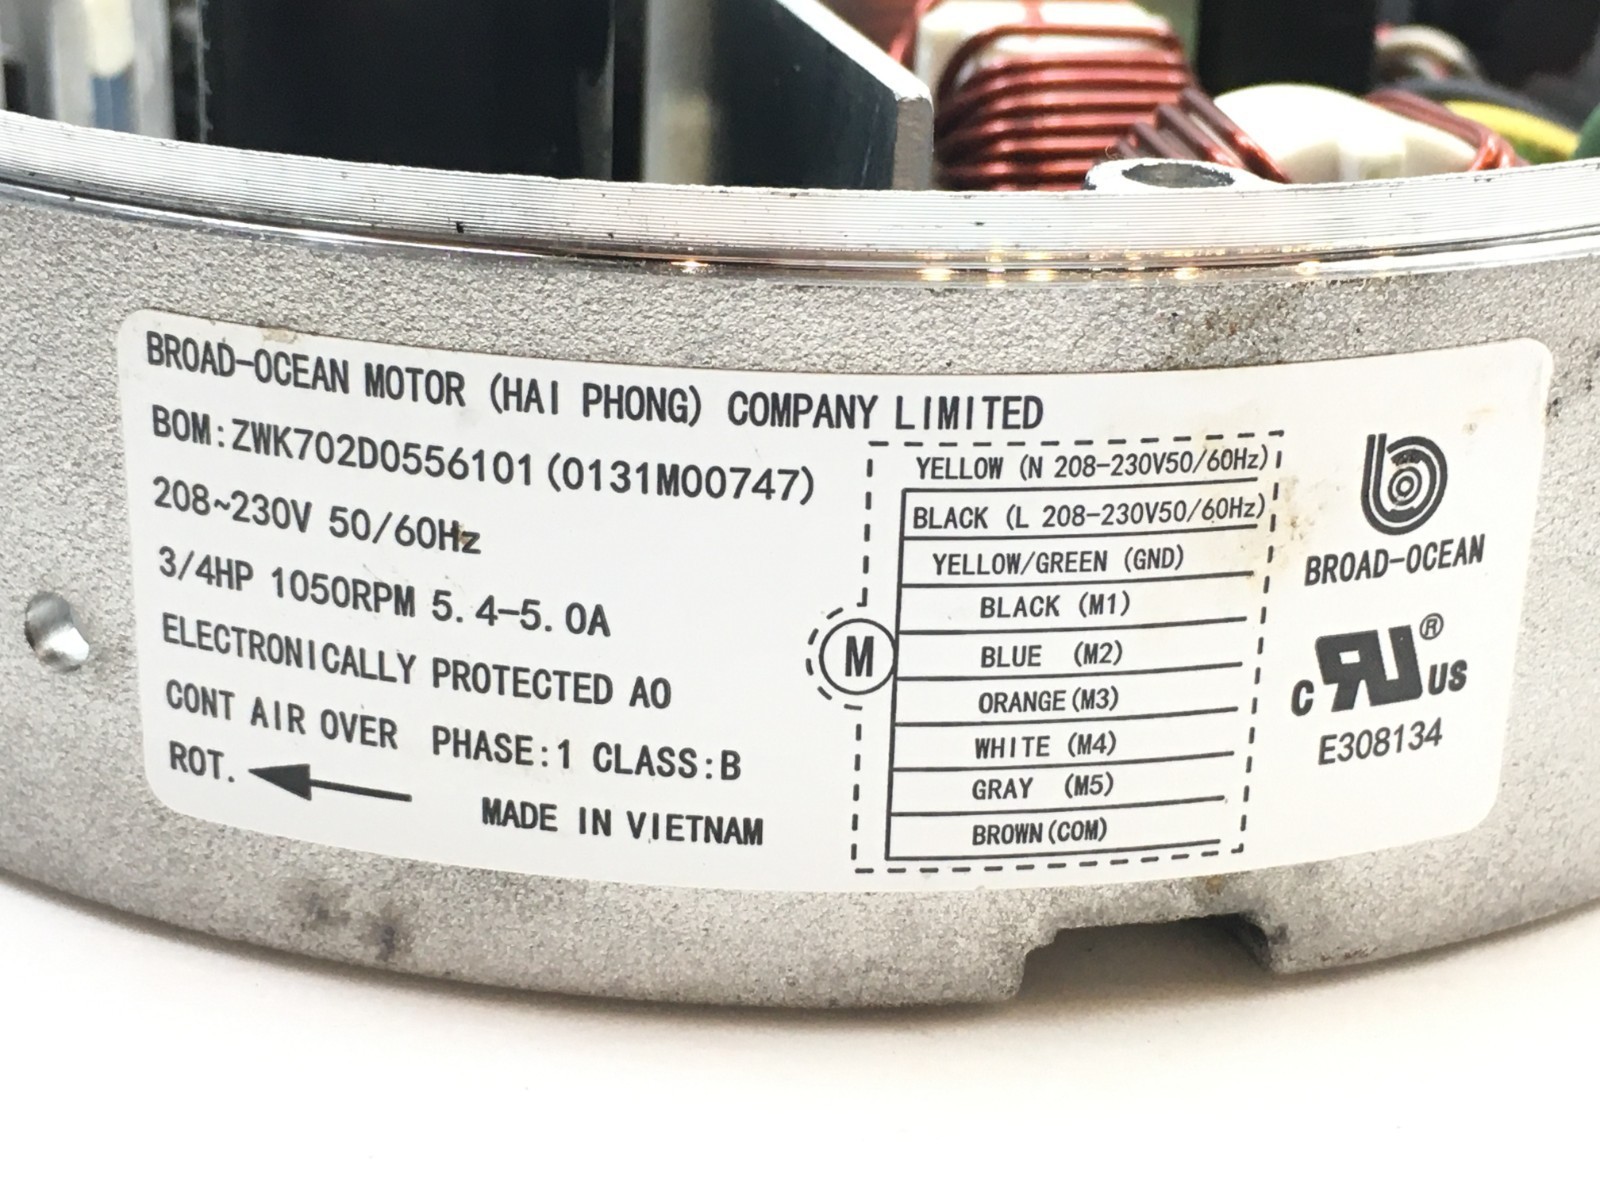 BROAD-OCEAN MOTOR (HAI PHONG) COMPANY LIMITED
BOM:ZWK702D0556101(0131M00747)
208~230V 50/60Hz
3/4HP 1050RPM 5.4-5.0A
ELECTRONICALLY PROTECTED AO
CONT AIR OVER PHASE:1 CLASS:B
ROT.
MADE IN VIETNAM
M
YELLOW (N 208-230V50/60Hz)
BLACK (L 208-230V50/60Hz)
YELLOW/GREEN (GND)
BLACK (M1)
BLUE (M2)
ORANGE(M3)
WHITE (M4)
GRAY (M5)
BROWN(COM)
BROAD-OCEAN
c RU US ®
E308134